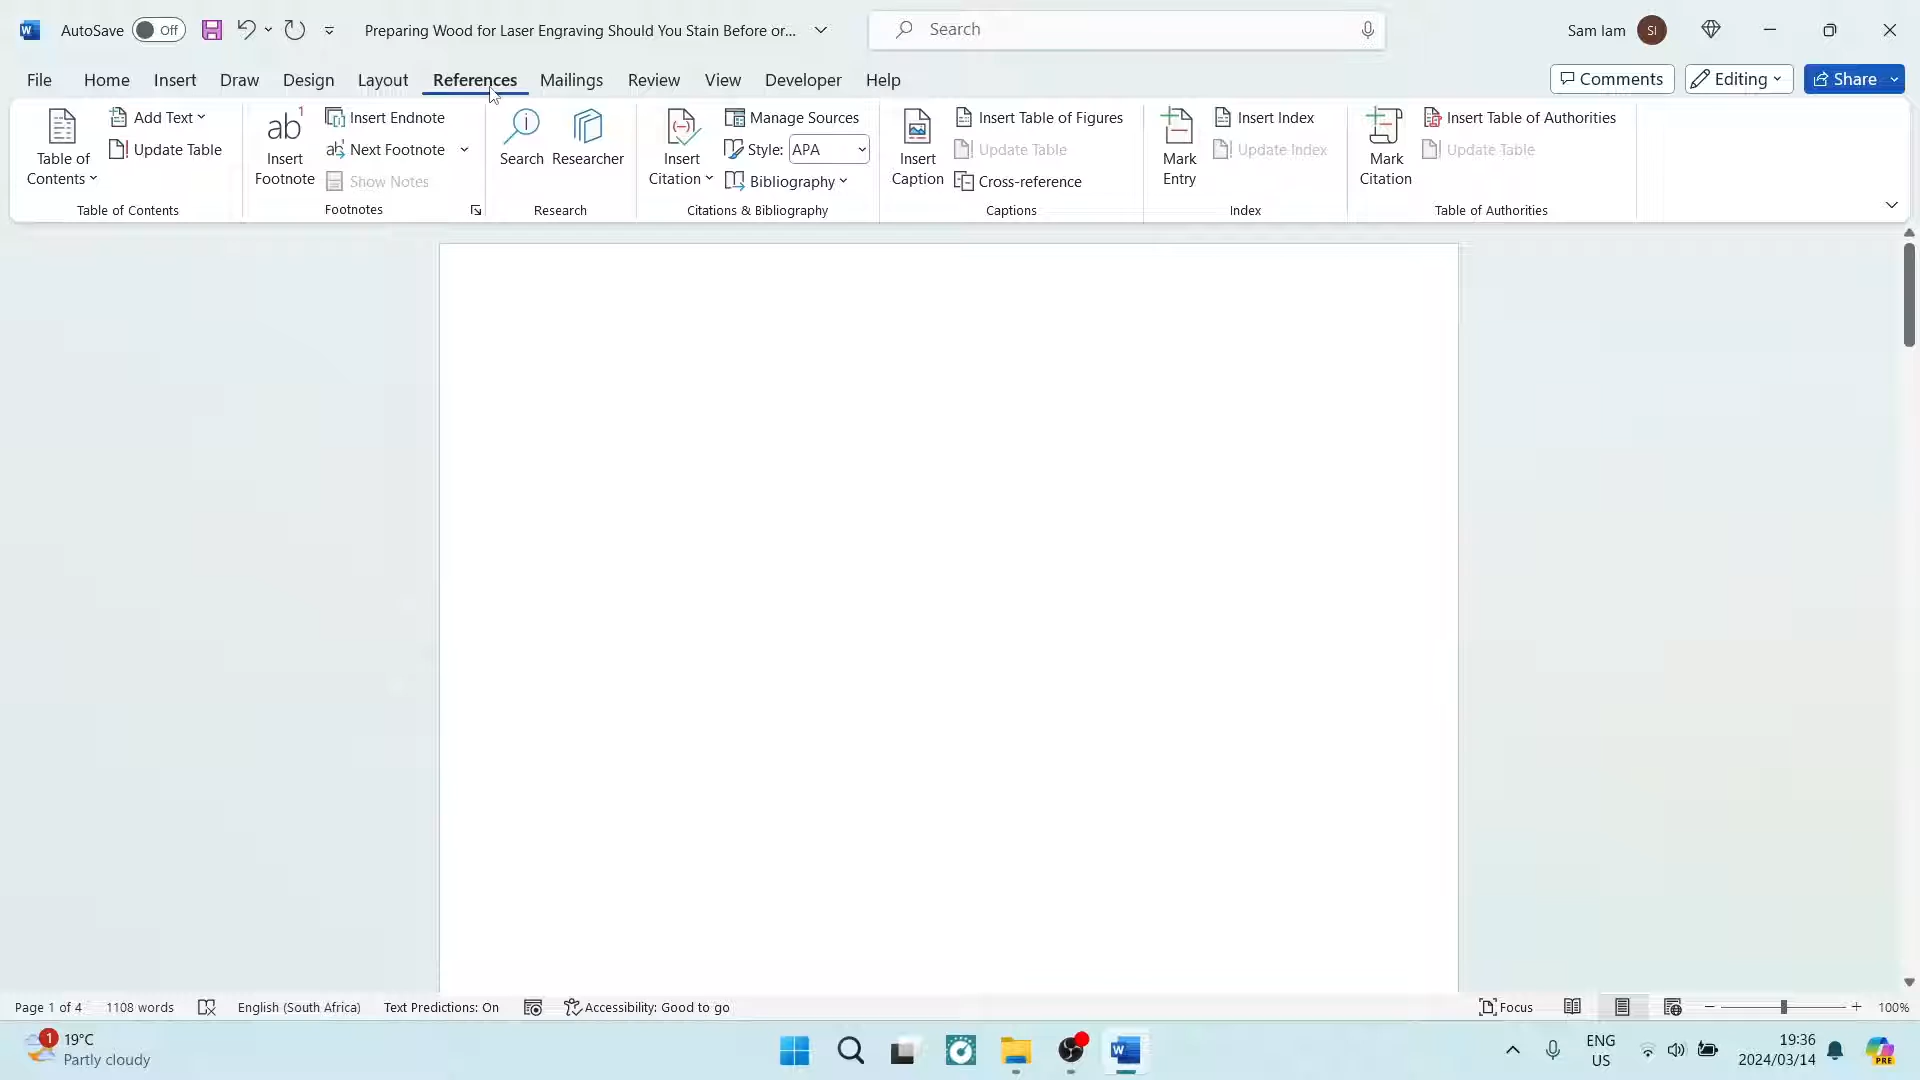 AutoSave Off Preparing Wood for Laser Engraving Should You Stain Before or... Search Sam Iam SI
File Home Insert Draw Design Layout References Mailings Review View Developer Help Comments Editing Share
Table of Contents
Add Text
Update Table
Table of Contents
ab 1
Insert Footnote
Insert Endnote
Next Footnote
Show Notes
Footnotes
Search
Researcher
Research
Insert Citation
Manage Sources
Style: APA
Bibliography
Citations & Bibliography
Insert Caption
Insert Table of Figures
Update Table
Cross-reference
Captions
Mark Entry
Insert Index
Update Index
Index
Mark Citation
Insert Table of Authorities
Update Table
Table of Authorities
Page 1 of 4 1108 words English (South Africa) Text Predictions: On Accessibility: Good to go Focus 100%
1 19°C
Partly cloudy
ENG
US
19:36
2024/03/14
PRE